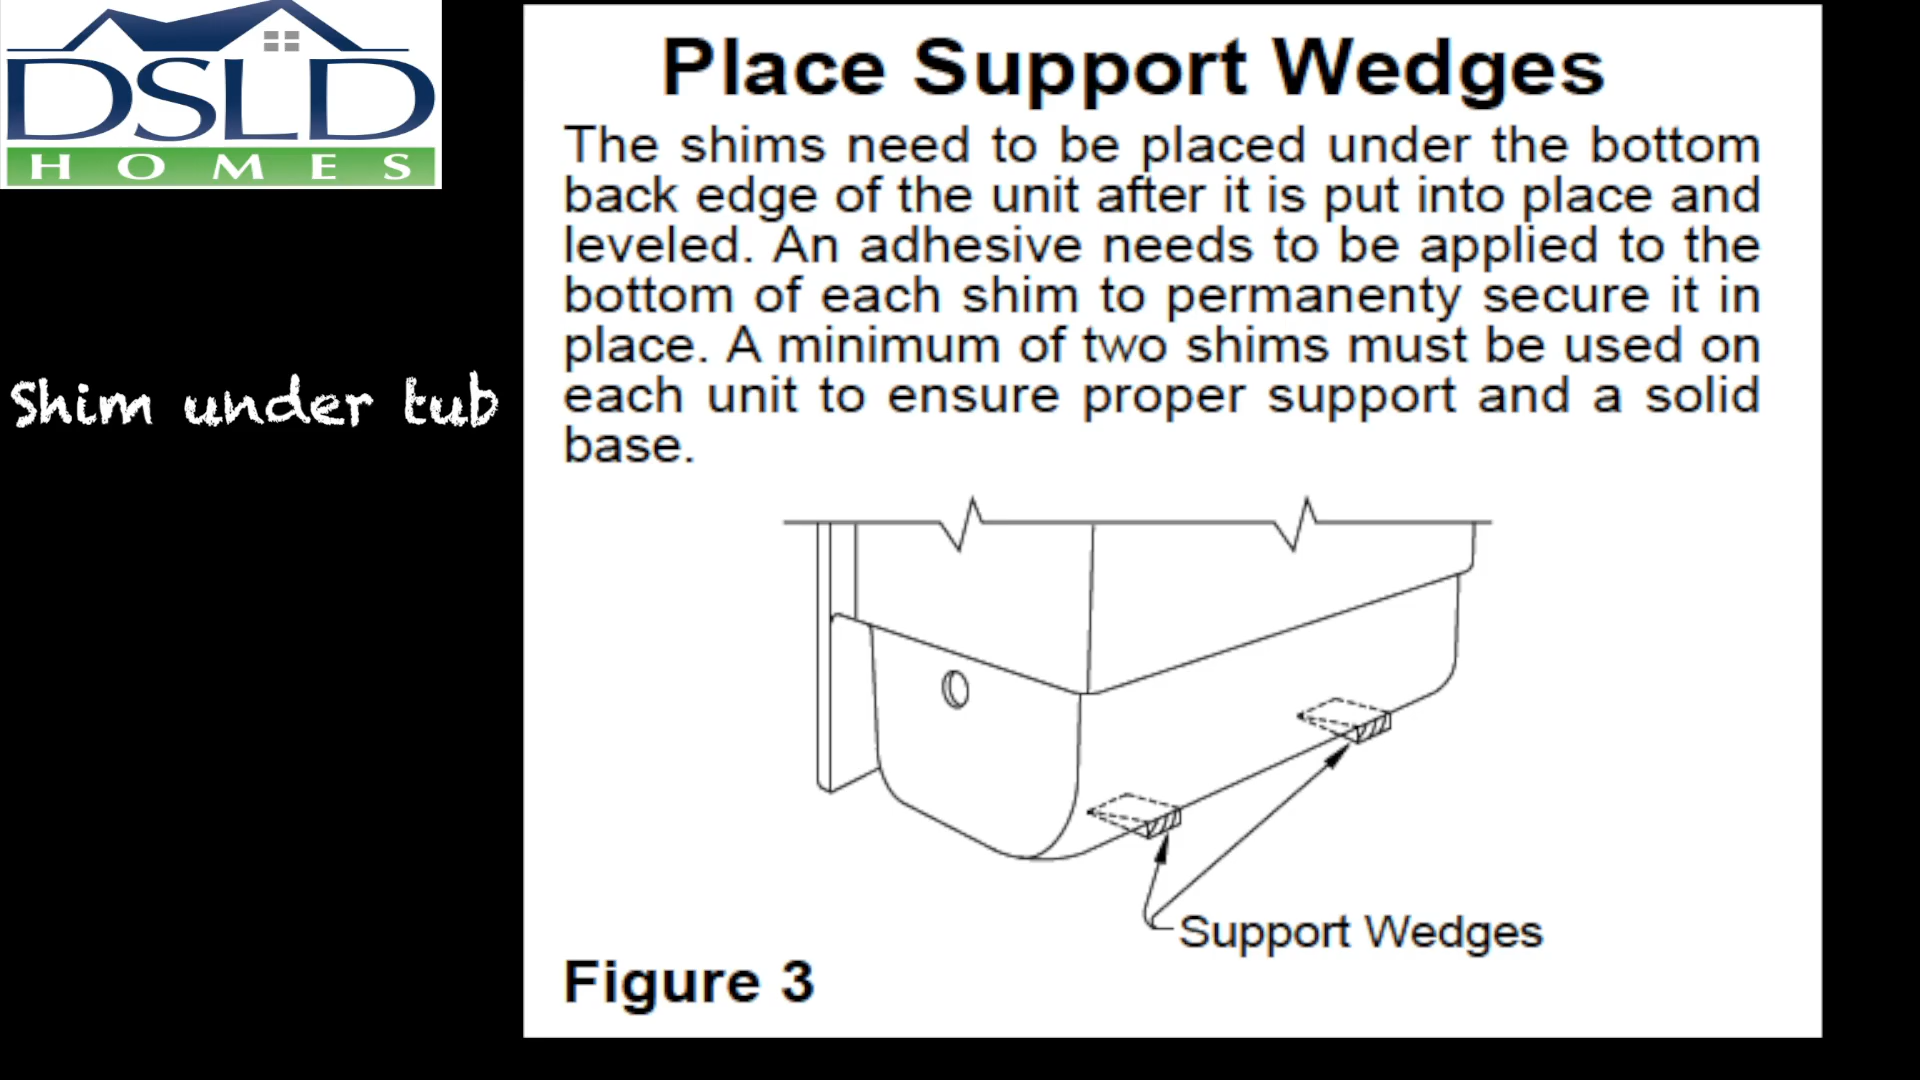 DSLD
HOMES
Shim under tub
Place Support Wedges
The shims need to be placed under the bottom
back edge of the unit after it is put into place and
leveled. An adhesive needs to be applied to the
bottom of each shim to permanenty secure it in
place. A minimum of two shims must be used on
each unit to ensure proper support and a solid
base.
Support Wedges
Figure 3